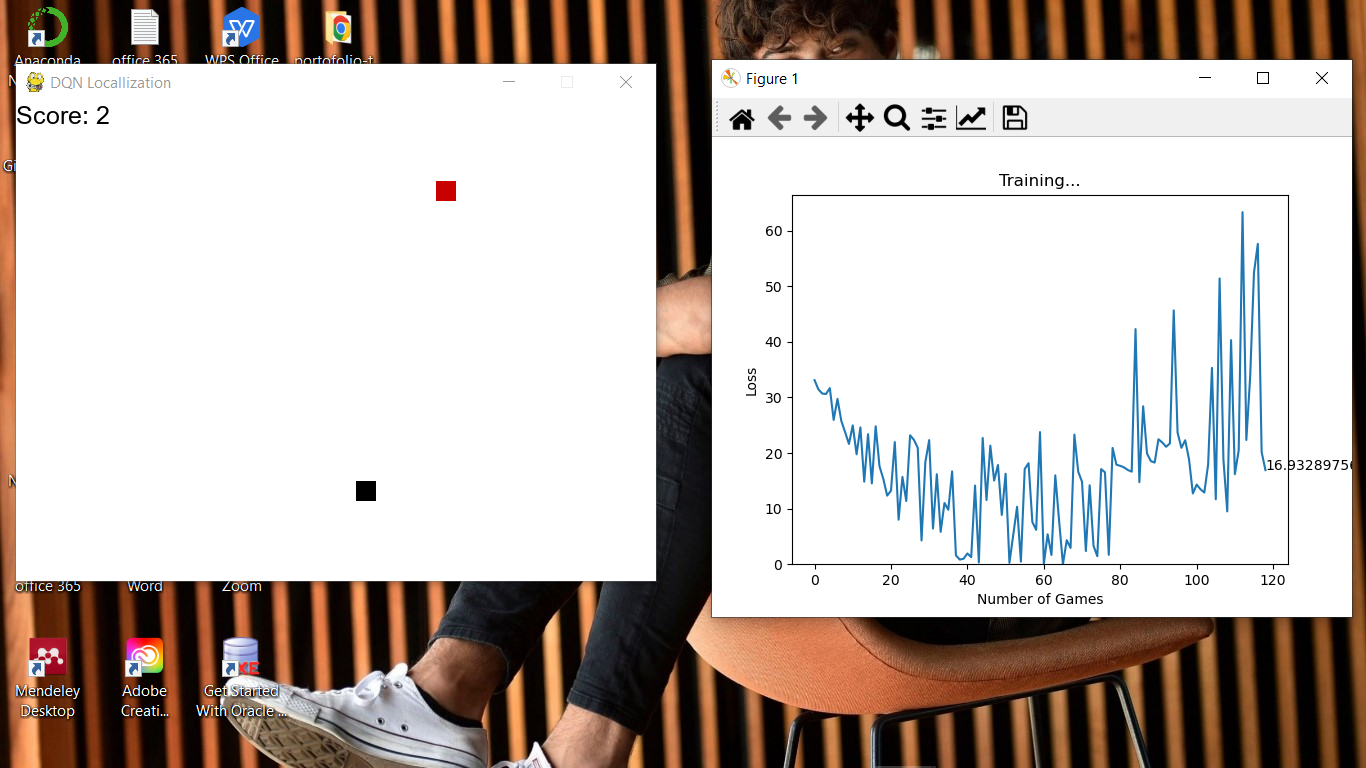 Anaconda
office 365
WPS Office
portofolio-t
N
DQN Locallization
Score: 2
Gi
N
office 365
Word
Zoom
Mendeley
Desktop
Adobe
Creati...
Get Started
With Oracle ...
Figure 1
Training...
60
50
40
30
20
10
0
Loss
16.93289756
0
20
40
60
80
100
120
Number of Games